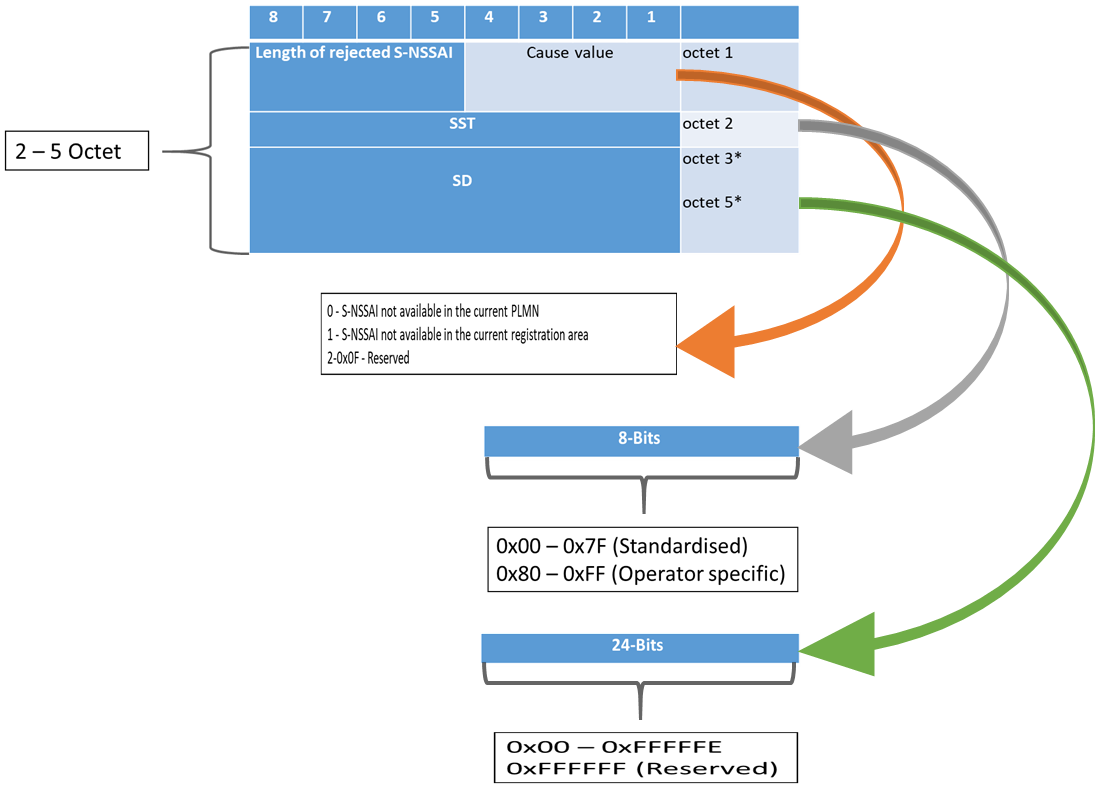 8 7 6 5 4 3 2 1
Length of rejected S-NSSAI Cause value octet 1
SST octet 2
octet 3*
SD
octet 5*
2 – 5 Octet
0 - S-NSSAI not available in the current PLMN
1 - S-NSSAI not available in the current registration area
2-0x0F - Reserved
8-Bits
0x00 – 0x7F (Standardised)
0x80 – 0xFF (Operator specific)
24-Bits
0x00 – 0xFFFFFE
0xFFFFFF (Reserved)